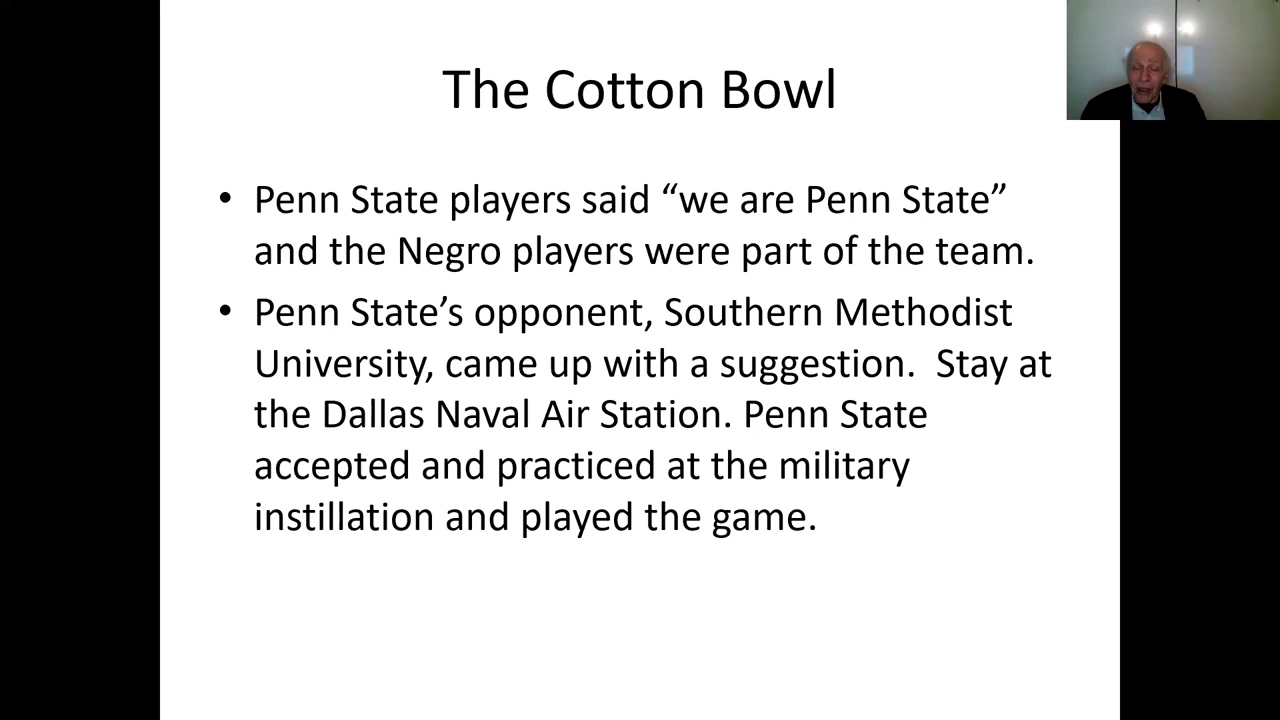 The Cotton Bowl
• Penn State players said “we are Penn State”
and the Negro players were part of the team.
• Penn State’s opponent, Southern Methodist
University, came up with a suggestion.  Stay at
the Dallas Naval Air Station. Penn State
accepted and practiced at the military
instillation and played the game.